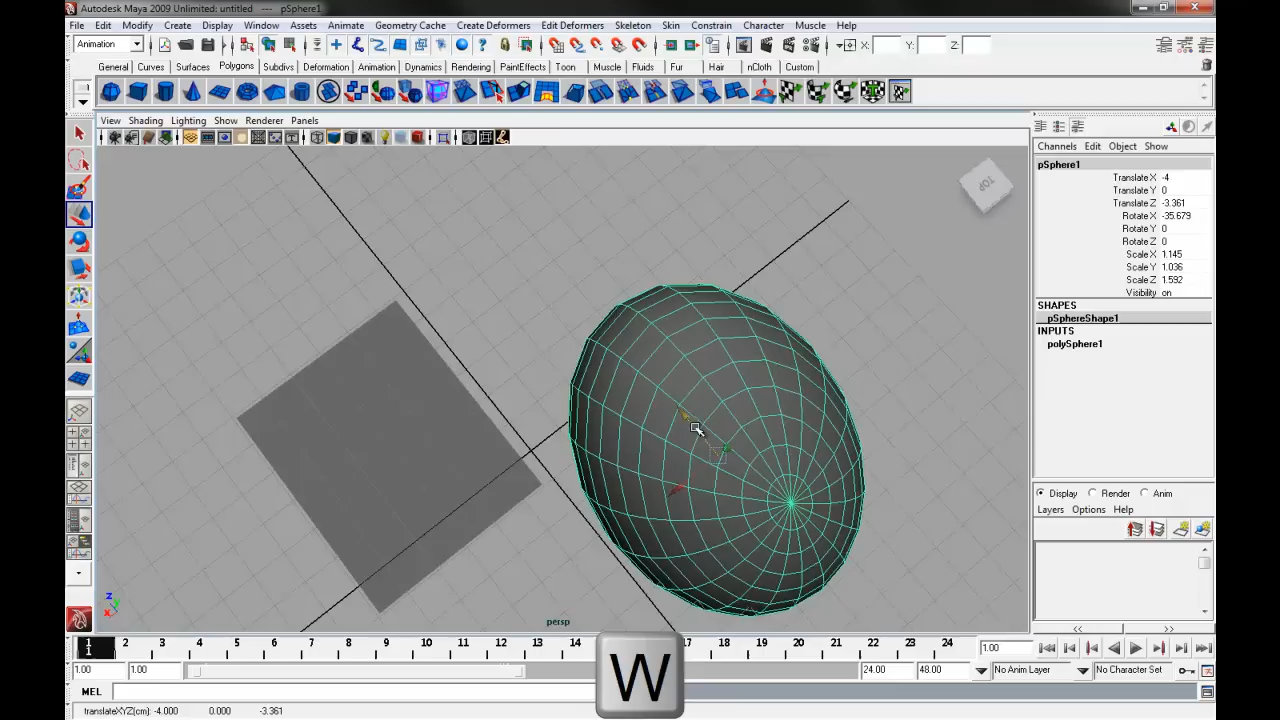 Autodesk Maya 2009 Unlimited: untitled --- pSphere1
File Edit Modify Create Display Window Assets Animate Geometry Cache Create Deformers Edit Deformers Skeleton Skin Constrain Character Muscle Help
Animation X: Y: Z:
General Curves Surfaces Polygons Subdivs Deformation Animation Dynamics Rendering PaintEffects Toon Muscle Fluids Fur Hair nCloth Custom
View Shading Lighting Show Renderer Panels
Channels Edit Object Show
pSphere1
Translate X -4
Translate Y 0
Translate Z -3.361
Rotate X -35.679
Rotate Y 0
Rotate Z 0
Scale X 1.145
Scale Y 1.036
Scale Z 1.592
Visibility on
SHAPES
pSphereShape1
INPUTS
polySphere1
TOP
Display Render Anim
Layers Options Help
z
y
x
persp
1 2 3 4 5 6 7 8 9 10 11 12 13 14 17 18 19 20 21 22 23 24 1.00
1
1.00 1.00 24.00 48.00 No Anim Layer No Character Set
W
MEL
translateXYZ(cm): -4.000 0.000 -3.361